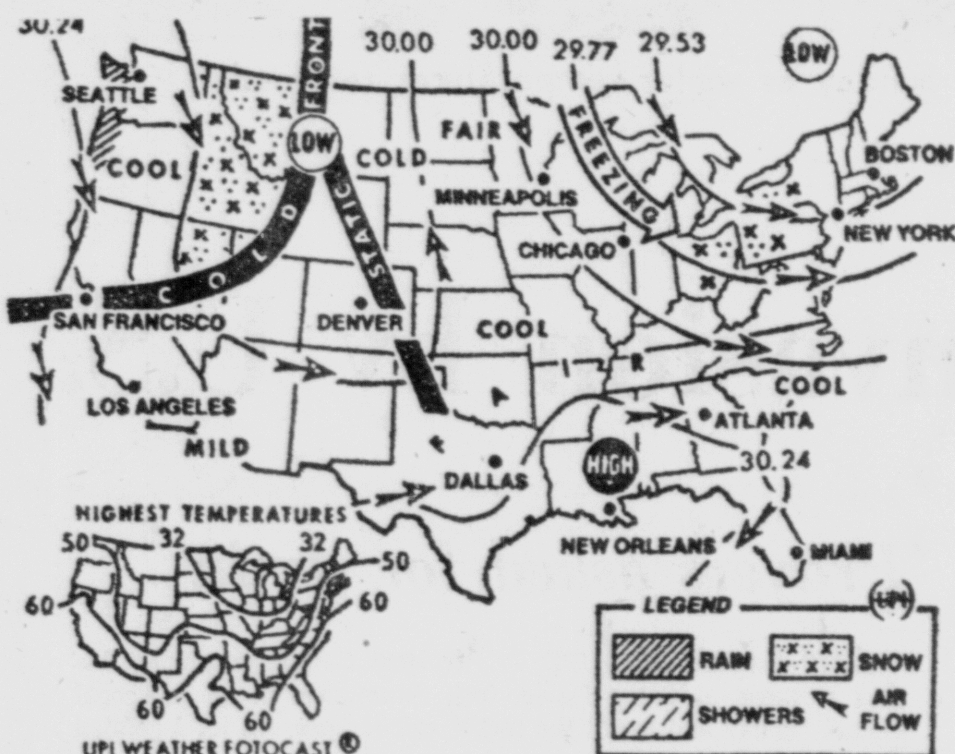 30.24
30.00
30.00
29.77
29.53
LOW
FRONT
SEATTLE
LOW
FAIR
FREEZING
BOSTON
COOL
COLD
MINNEAPOLIS
STATIC
COLD
NEW YORK
CHICAGO
SAN FRANCISCO
DENVER
COOL
FAIR
LOS ANGELES
COOL
ATLANTA
MILD
HIGH
30.24
DALLAS
NEW ORLEANS
MIAMI
HIGHEST TEMPERATURES
50
32
32
50
60
60
60
60
UPI WEATHER FOTOCAST ®
LEGEND
UPI
RAIN
SNOW
SHOWERS
AIR
FLOW